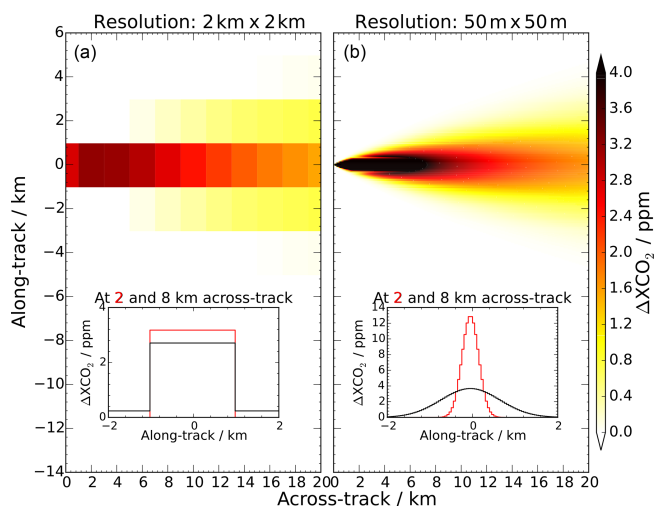 Resolution: 2 km x 2 km
Resolution: 50 m x 50 m
(a)
(b)
6
4
2
0
−2
−4
−6
−8
−10
−12
−14
Along-track / km
At 2 and 8 km across-track
4
2
0
ΔXCO2 / ppm
−2 0 2
Along-track / km
At 2 and 8 km across-track
14
12
10
8
6
4
2
0
ΔXCO2 / ppm
−2 0 2
Along-track / km
0 2 4 6 8 10 12 14 16 18 20
0 2 4 6 8 10 12 14 16 18 20
Across-track / km
4.0
3.6
3.2
2.8
2.4
2.0
1.6
1.2
0.8
0.4
0.0
ΔXCO2 / ppm